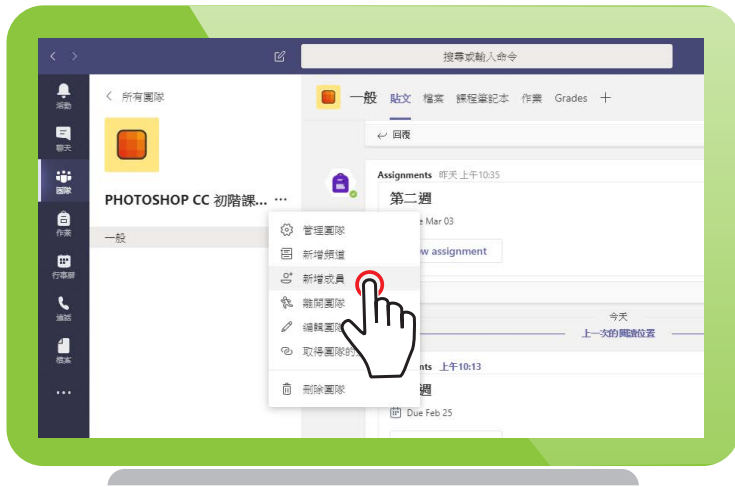 搜尋或輸入命令
活動
聊天
團隊
作業
行事曆
通話
檔案
所有團隊
PHOTOSHOP CC 初階課... ...
一般
管理團隊
新增頻道
新增成員
離開團隊
編輯團隊
取得團隊的
刪除團隊
一般 貼文 檔案 課程筆記本 作業 Grades
回覆
Assignments 昨天 上午10:35
第二週
Mar 03
assignment
今天
上一次的閱讀位置
上午10:13
週
Due Feb 25